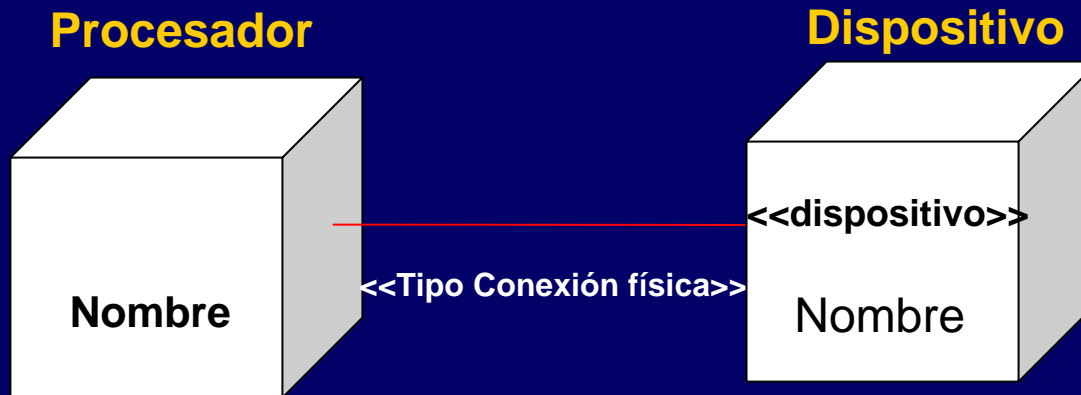 Procesador
Dispositivo
<<dispositivo>>
<<Tipo Conexión física>>
Nombre
Nombre